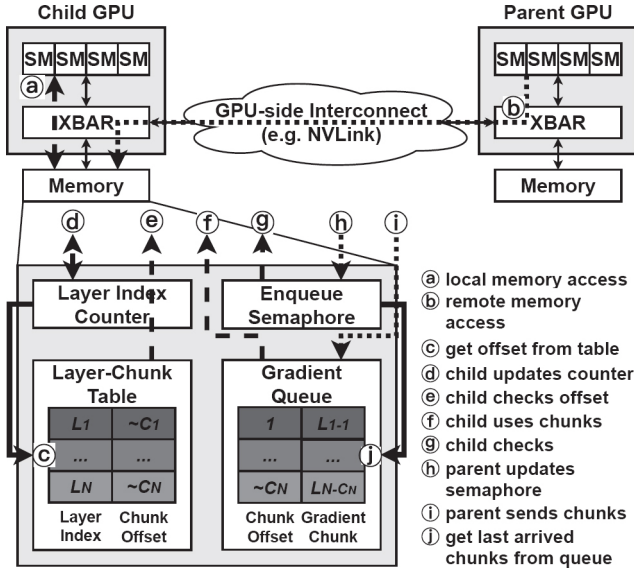 Child GPU
Parent GPU
SM SM SM SM
SM SM SM SM
ⓐ
ⓑ
XBAR
GPU-side Interconnect
(e.g. NVLink)
XBAR
Memory
Memory
ⓓ ⓔ ⓕ ⓖ ⓗ ⓘ
Layer Index
Counter
Enqueue
Semaphore
Layer-Chunk
Table
Gradient
Queue
L1 ~C1
... ...
LN ~CN
1 L1-1
... ...
~CN LN-CN
ⓒ
ⓙ
Layer
Index
Chunk
Offset
Chunk
Offset
Gradient
Chunk
ⓐ local memory access
ⓑ remote memory
access
ⓒ get offset from table
ⓓ child updates counter
ⓔ child checks offset
ⓕ child uses chunks
ⓖ child checks
ⓗ parent updates
semaphore
ⓘ parent sends chunks
ⓙ get last arrived
chunks from queue